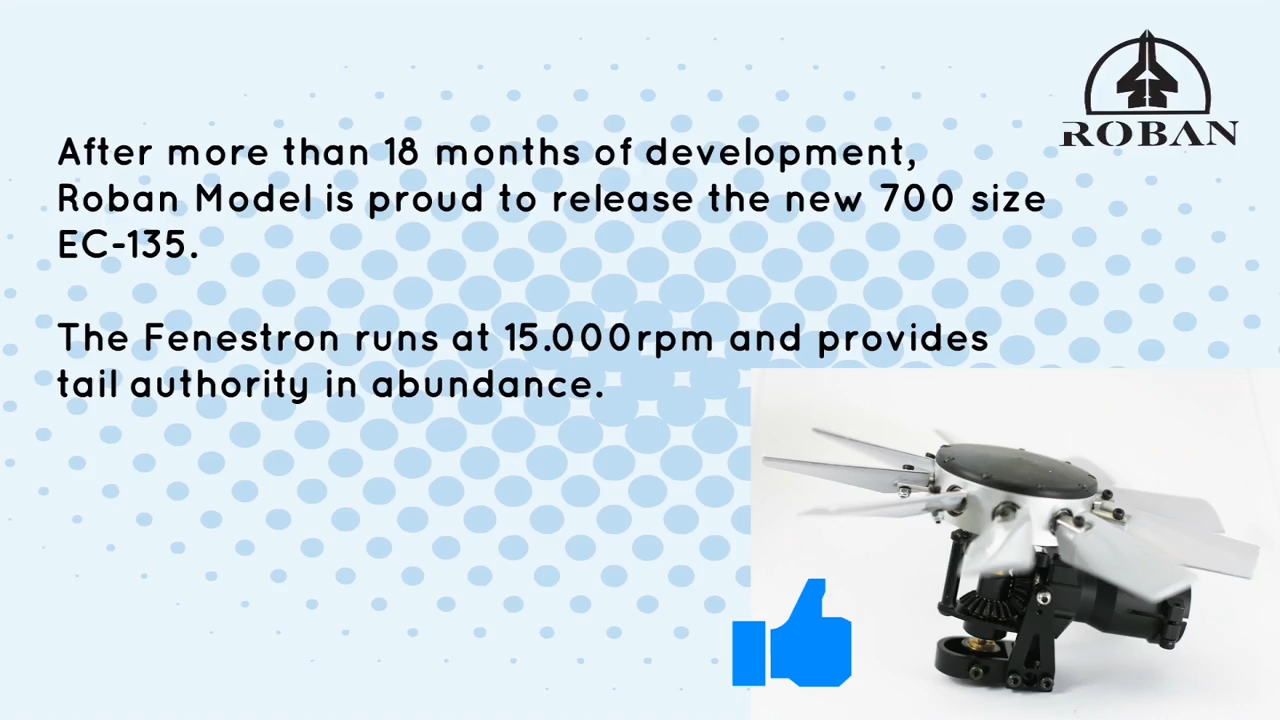 ROBAN
After more than 18 months of development,
Roban Model is proud to release the new 700 size
EC-135.
The Fenestron runs at 15.000rpm and provides
tail authority in abundance.